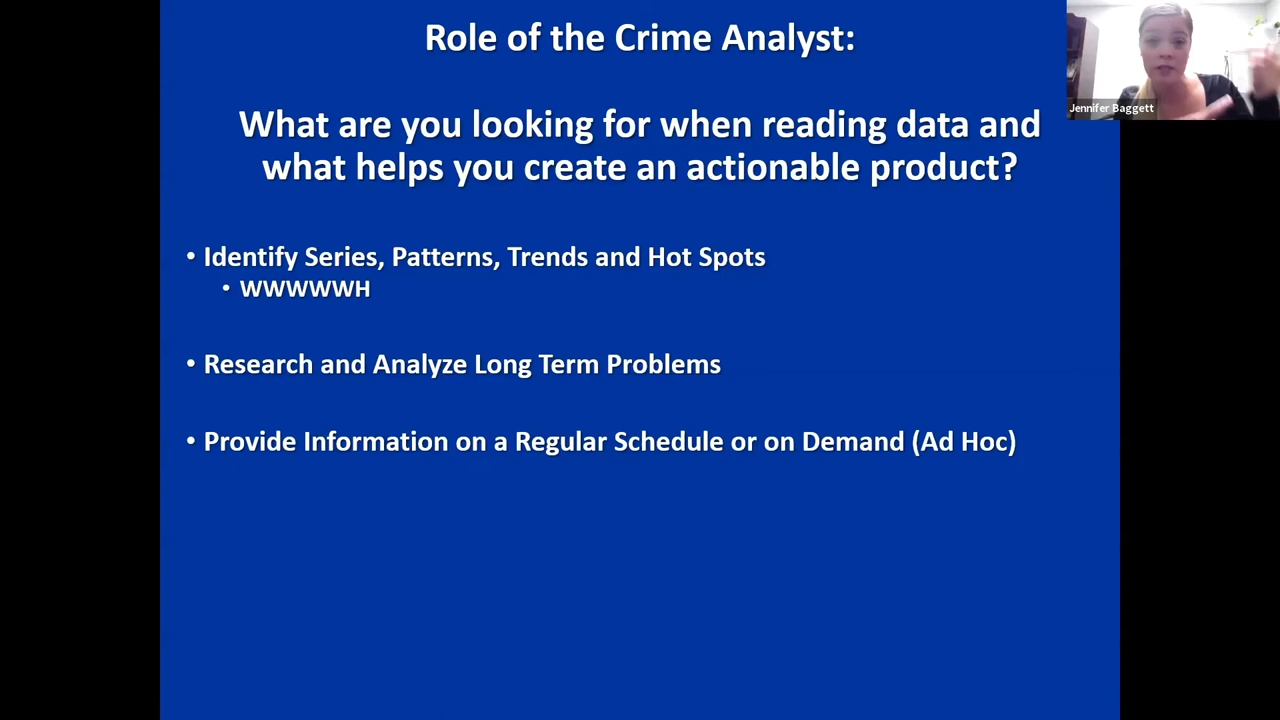 Role of the Crime Analyst:
What are you looking for when reading data and
what helps you create an actionable product?
• Identify Series, Patterns, Trends and Hot Spots
• WWWWWH
• Research and Analyze Long Term Problems
• Provide Information on a Regular Schedule or on Demand (Ad Hoc)
Jennifer Baggett